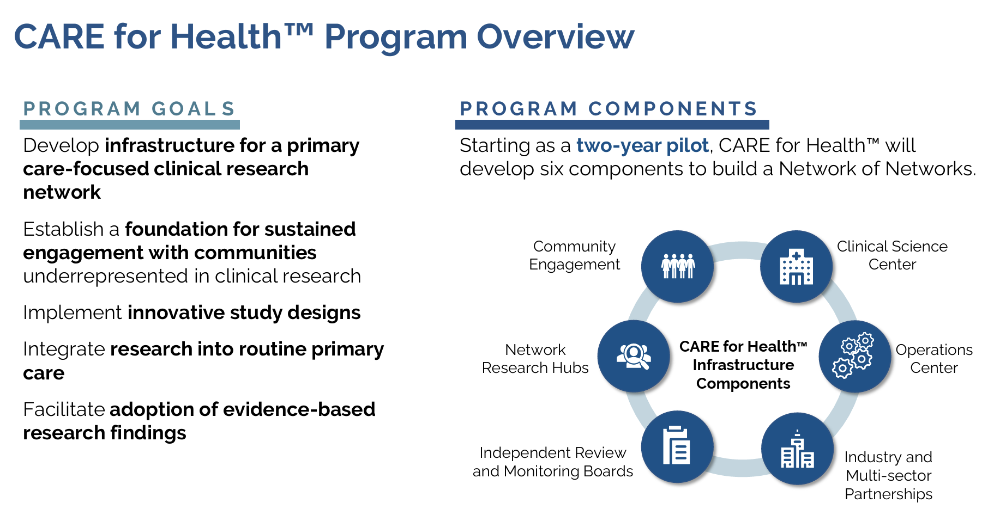 CARE for Health™ Program Overview
PROGRAM GOALS
Develop infrastructure for a primary
care-focused clinical research
network
Establish a foundation for sustained
engagement with communities
underrepresented in clinical research
Implement innovative study designs
Integrate research into routine primary
care
Facilitate adoption of evidence-based
research findings
PROGRAM COMPONENTS
Starting as a two-year pilot, CARE for Health™ will
develop six components to build a Network of Networks.
Community
Engagement
Clinical Science
Center
Network
Research Hubs
CARE for Health™
Infrastructure
Components
Operations
Center
Independent Review
and Monitoring Boards
Industry and
Multi-sector
Partnerships